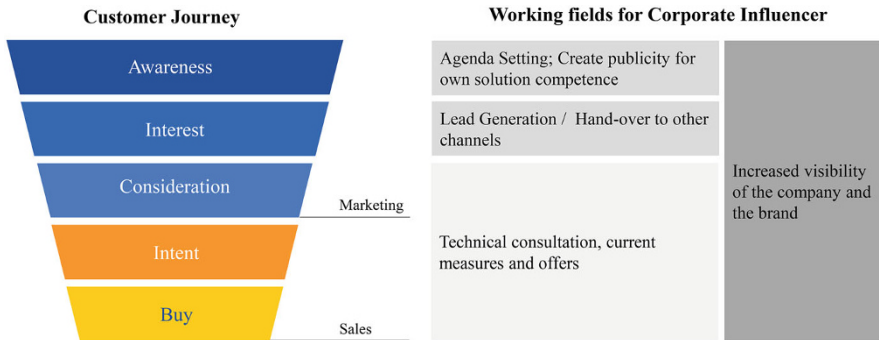 Customer Journey
Awareness
Interest
Consideration
Marketing
Intent
Buy
Sales
Working fields for Corporate Influencer
Agenda Setting; Create publicity for
own solution competence
Lead Generation / Hand-over to other
channels
Technical consultation, current
measures and offers
Increased visibility
of the company and
the brand